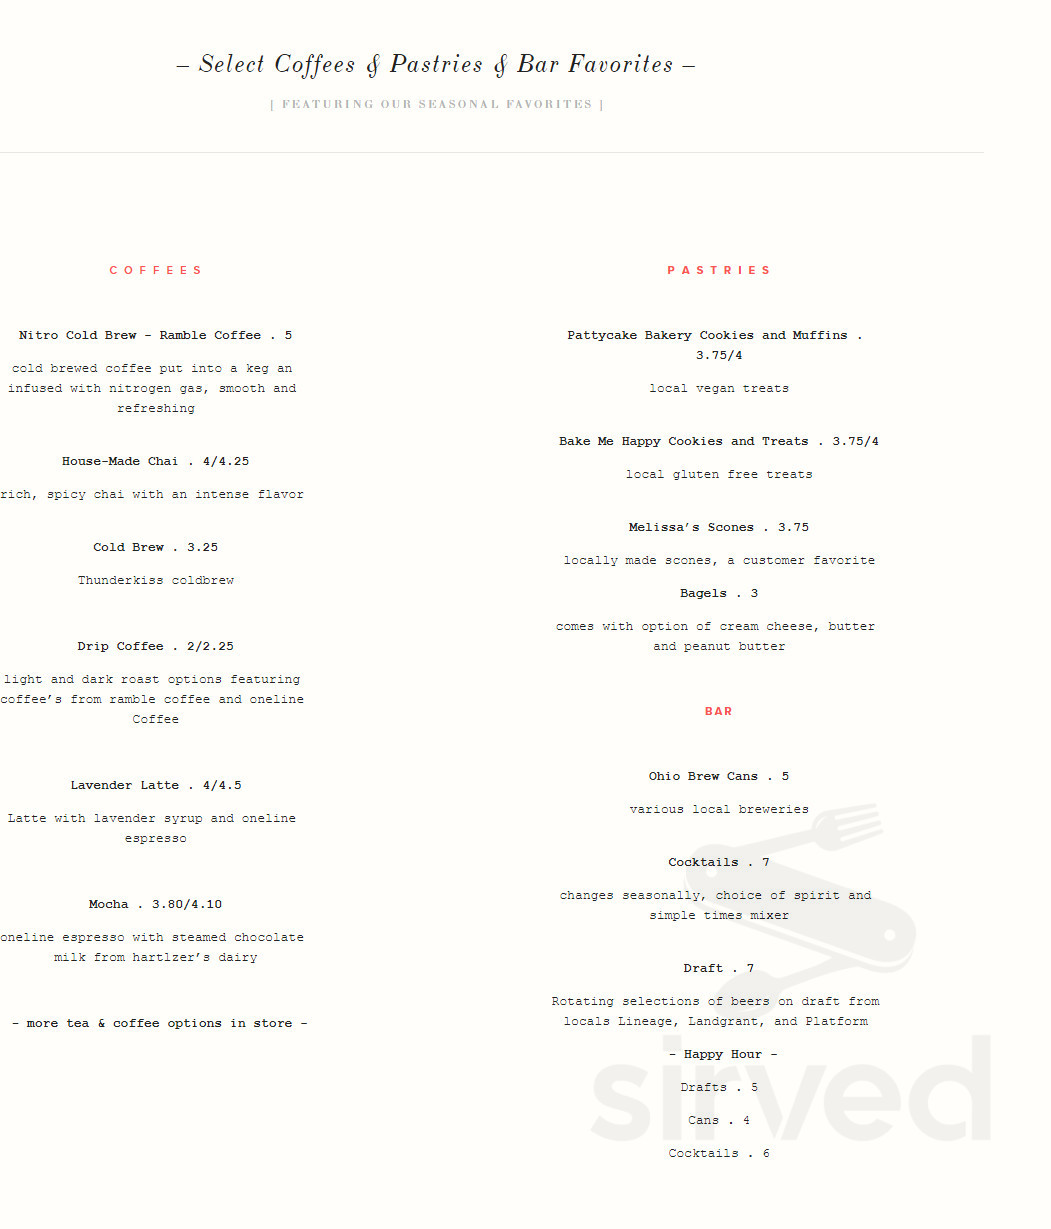 – Select Coffees & Pastries & Bar Favorites –
| FEATURING OUR SEASONAL FAVORITES |
COFFEES
Nitro Cold Brew - Ramble Coffee . 5
cold brewed coffee put into a keg an
infused with nitrogen gas, smooth and
refreshing
House-Made Chai . 4/4.25
rich, spicy chai with an intense flavor
Cold Brew . 3.25
Thunderkiss coldbrew
Drip Coffee . 2/2.25
light and dark roast options featuring
coffee’s from ramble coffee and oneline
Coffee
Lavender Latte . 4/4.5
Latte with lavender syrup and oneline
espresso
Mocha . 3.80/4.10
oneline espresso with steamed chocolate
milk from hartlzer’s dairy
- more tea & coffee options in store -
PASTRIES
Pattycake Bakery Cookies and Muffins .
3.75/4
local vegan treats
Bake Me Happy Cookies and Treats . 3.75/4
local gluten free treats
Melissa’s Scones . 3.75
locally made scones, a customer favorite
Bagels . 3
comes with option of cream cheese, butter
and peanut butter
BAR
Ohio Brew Cans . 5
various local breweries
Cocktails . 7
changes seasonally, choice of spirit and
simple times mixer
Draft . 7
Rotating selections of beers on draft from
locals Lineage, Landgrant, and Platform
- Happy Hour -
Drafts . 5
Cans . 4
Cocktails . 6
sirved